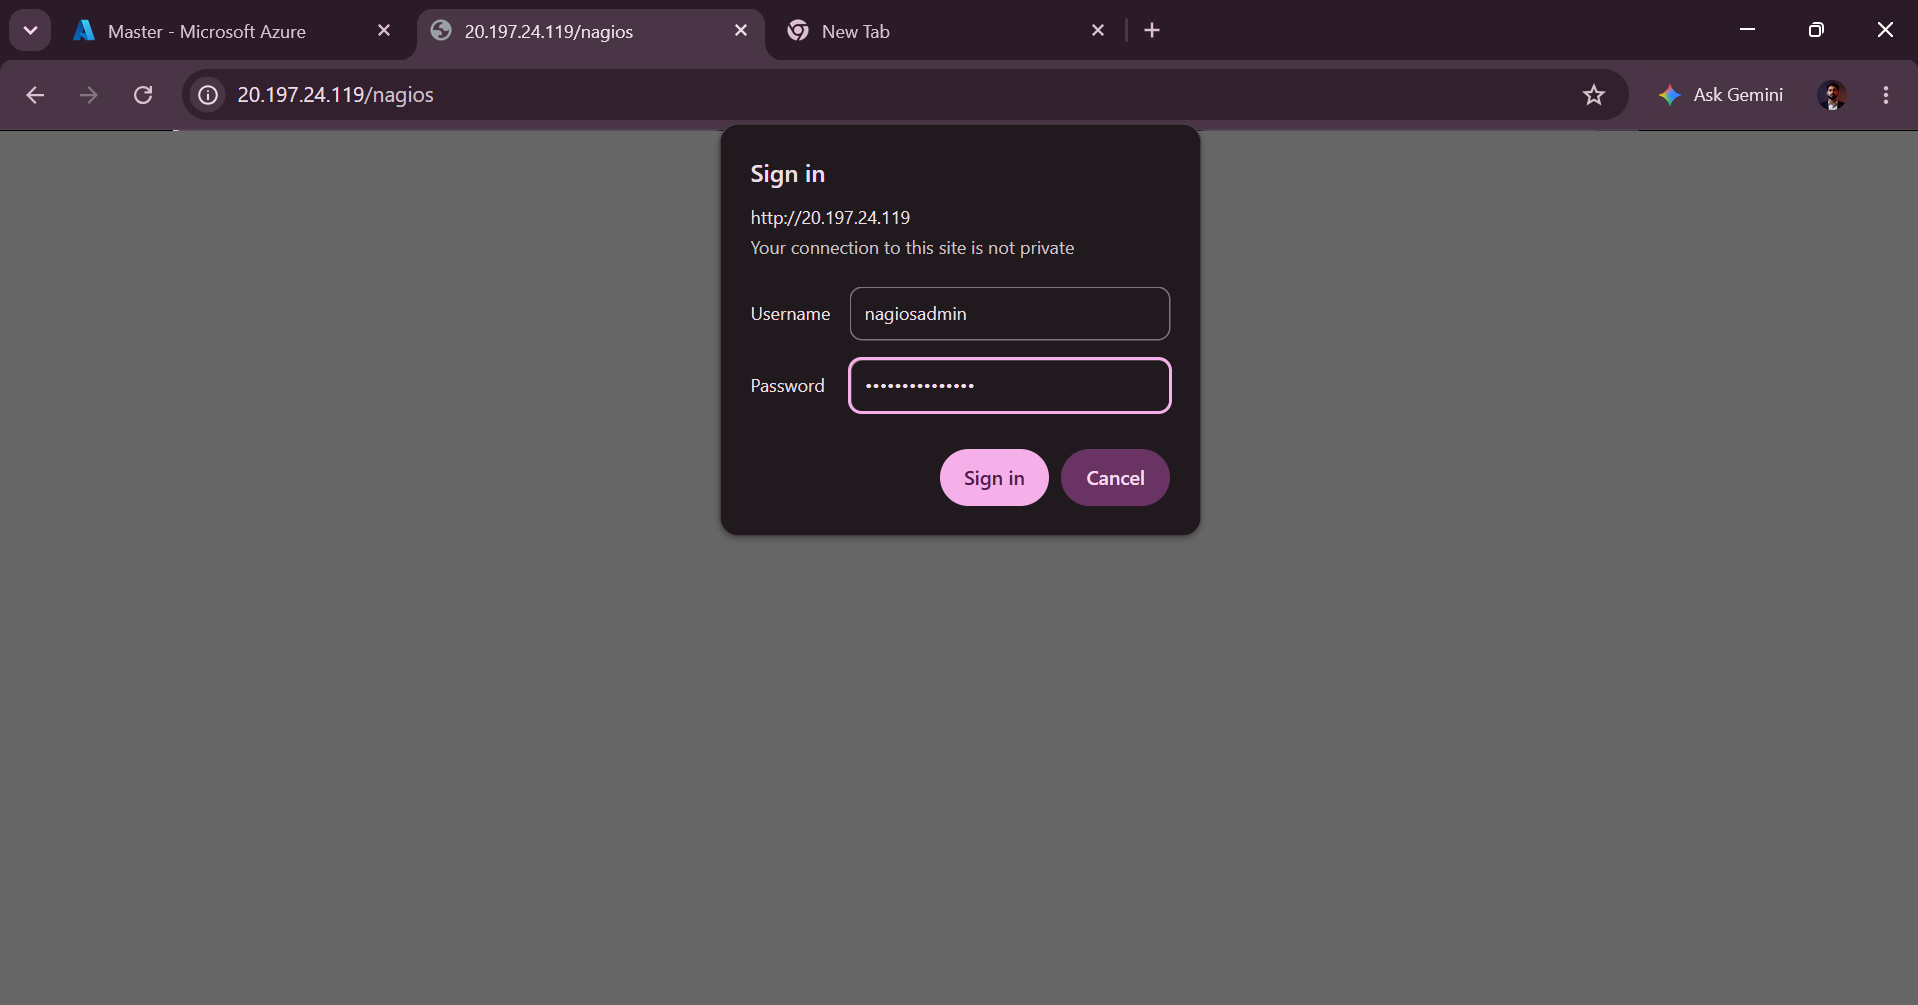 Master - Microsoft Azure
20.197.24.119/nagios
New Tab
20.197.24.119/nagios
Ask Gemini
Sign in
http://20.197.24.119
Your connection to this site is not private
Username
nagiosadmin
Password
•••••••••••••••
Sign in
Cancel